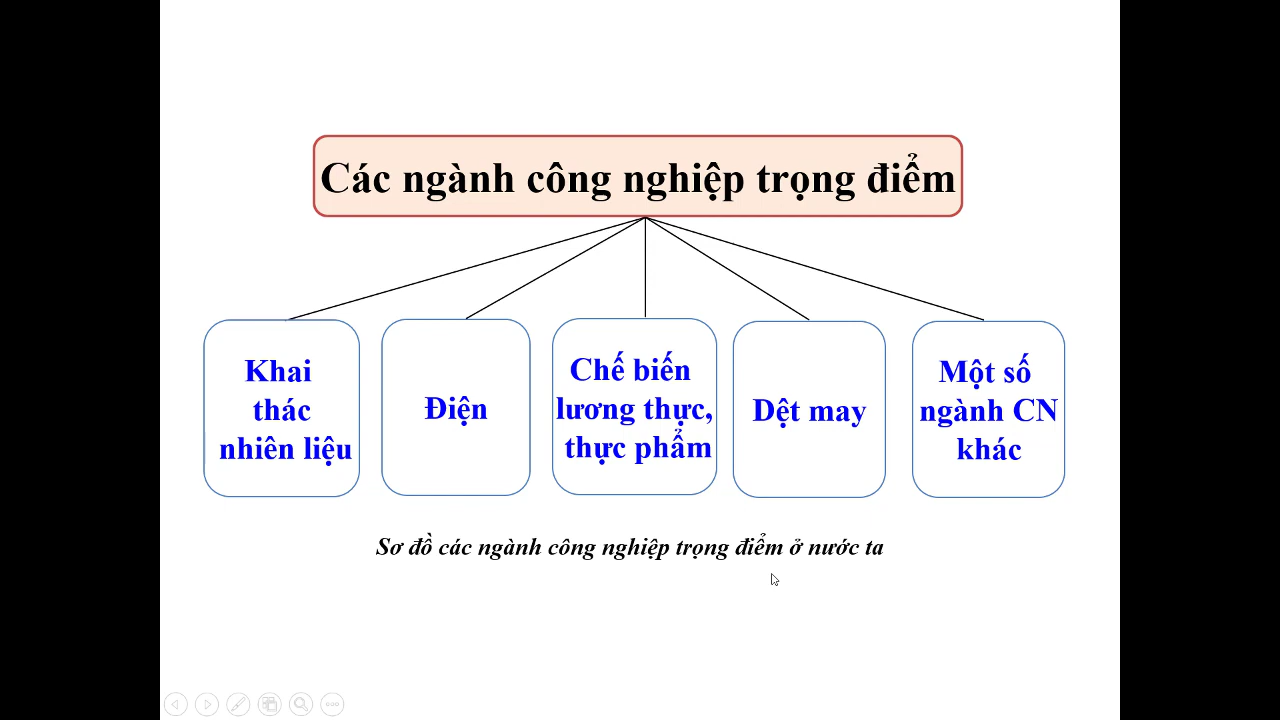 Các ngành công nghiệp trọng điểm
Khai
thác
nhiên liệu
Điện
Chế biến
lương thực,
thực phẩm
Dệt may
Một số
ngành CN
khác
Sơ đồ các ngành công nghiệp trọng điểm ở nước ta